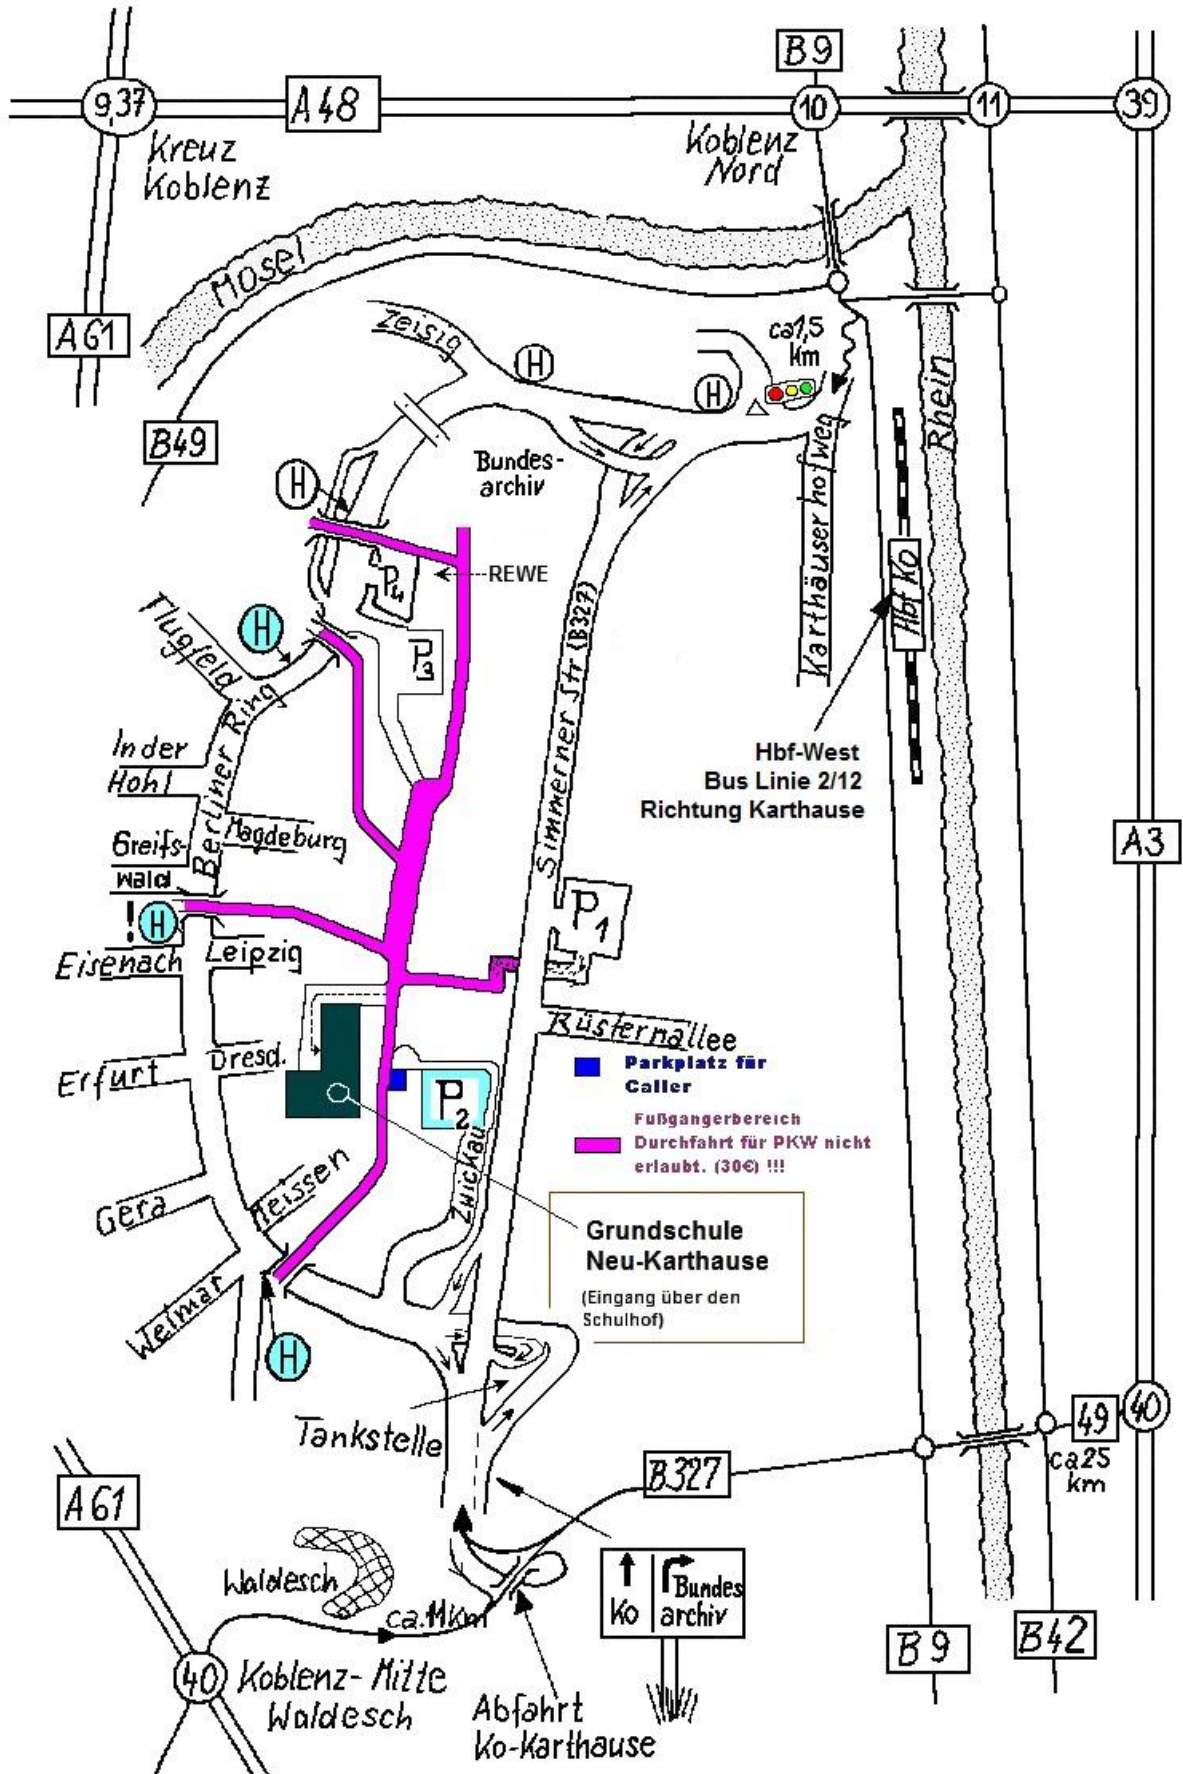 B9
9,37
A48
10
11
39
Kreuz
Koblenz
Koblenz
Nord
Mosel
A61
Zeisig
ca1,5
km
H
H
B49
Rhein
Bundes-
archiv
H
Karthäuser hofweg
Hbf Ko
P4
REWE
Flugfeld
H
P3
Simmerner Str (B327)
Berliner Ring
In der
Hohl
Hbf-West
Bus Linie 2/12
Richtung Karthause
Magdeburg
Greifs-
wald
A3
P1
! H
Eisenach
Leipzig
Rüsternallee
Erfurt
Dresd.
Parkplatz für
Caller
P2
Fußgangerbereich
Durchfahrt für PKW nicht
erlaubt. (30€) !!!
Zwickau
Meissen
Gera
Grundschule
Neu-Karthause
(Eingang über den
Schulhof)
Weimar
H
Tankstelle
49
40
ca 25
km
B327
A61
Waldesch
ca. 11Km
Ko
Bundes
archiv
B9
B42
40
Koblenz-Mitte
Waldesch
Abfahrt
Ko-Karthause